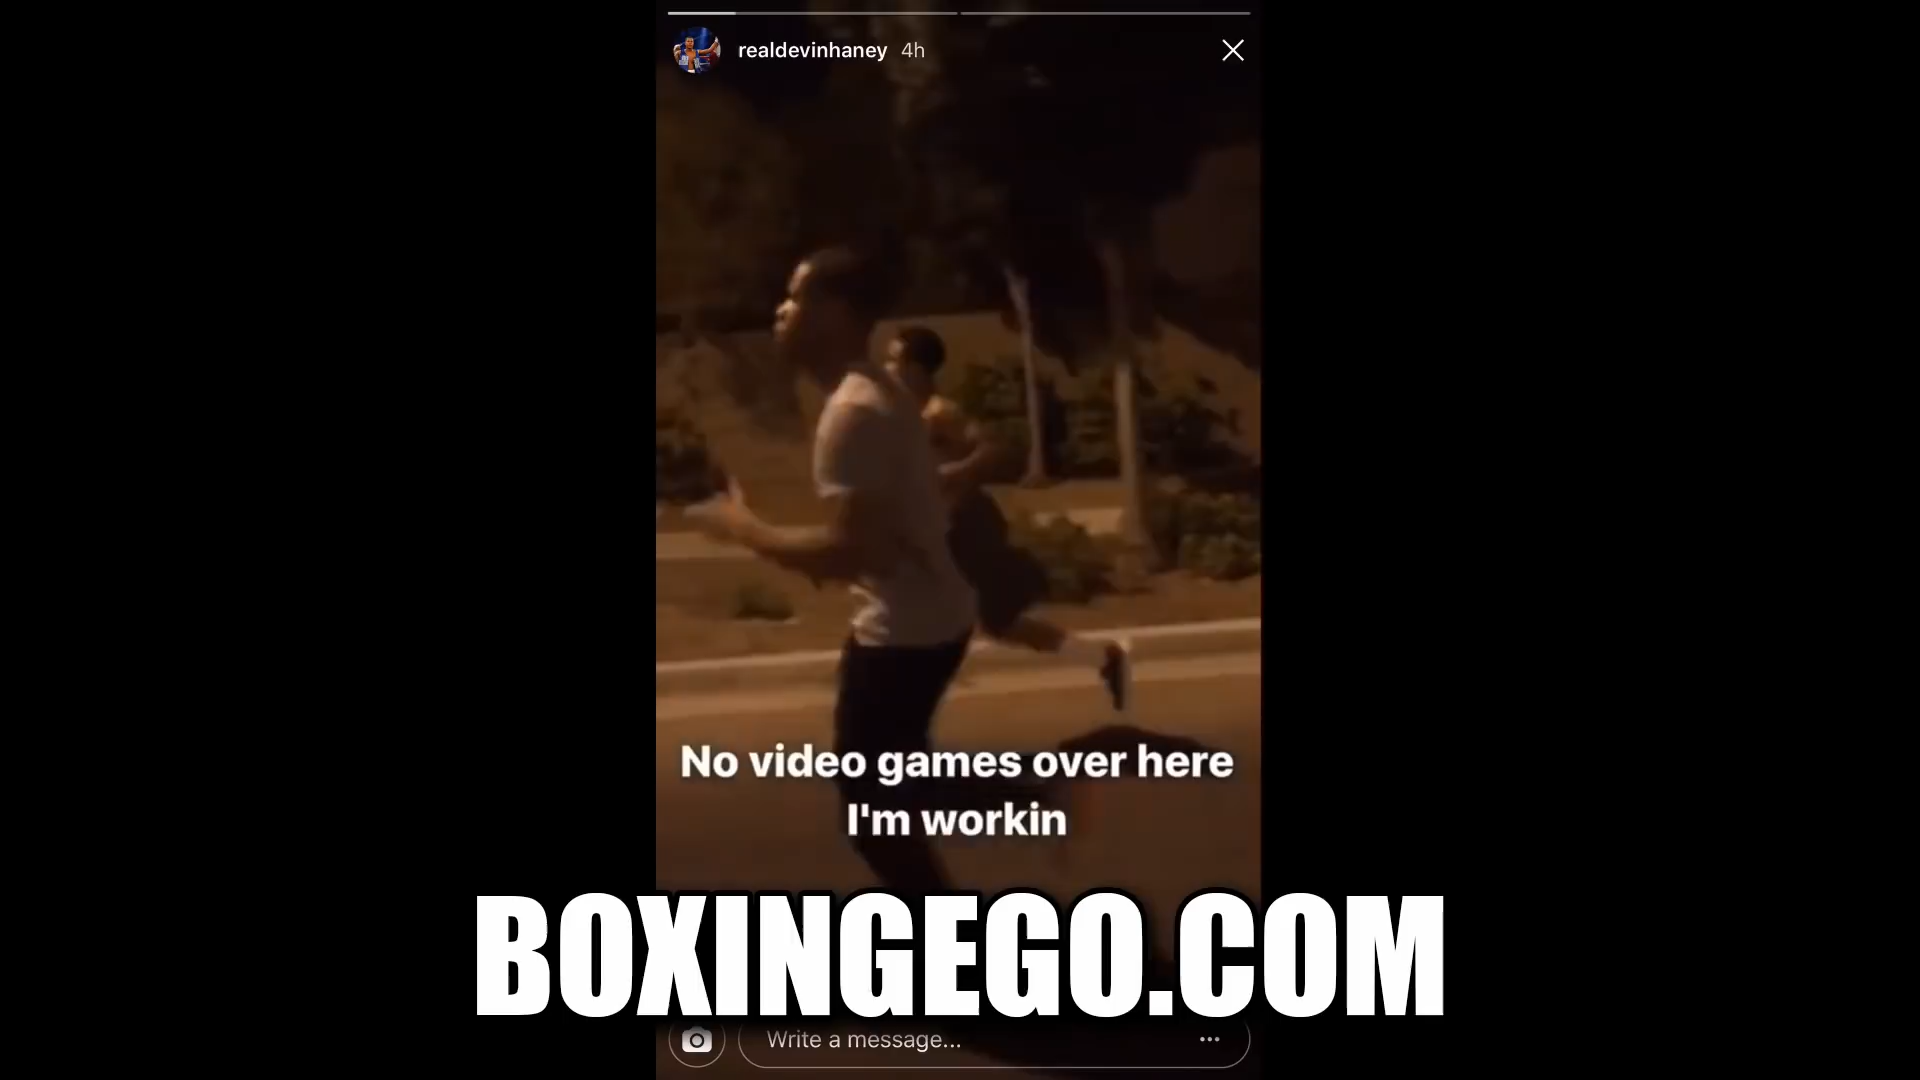 realdevinhaney 4h
No video games over here
I'm workin
BOXINGEGO.COM
Write a message...